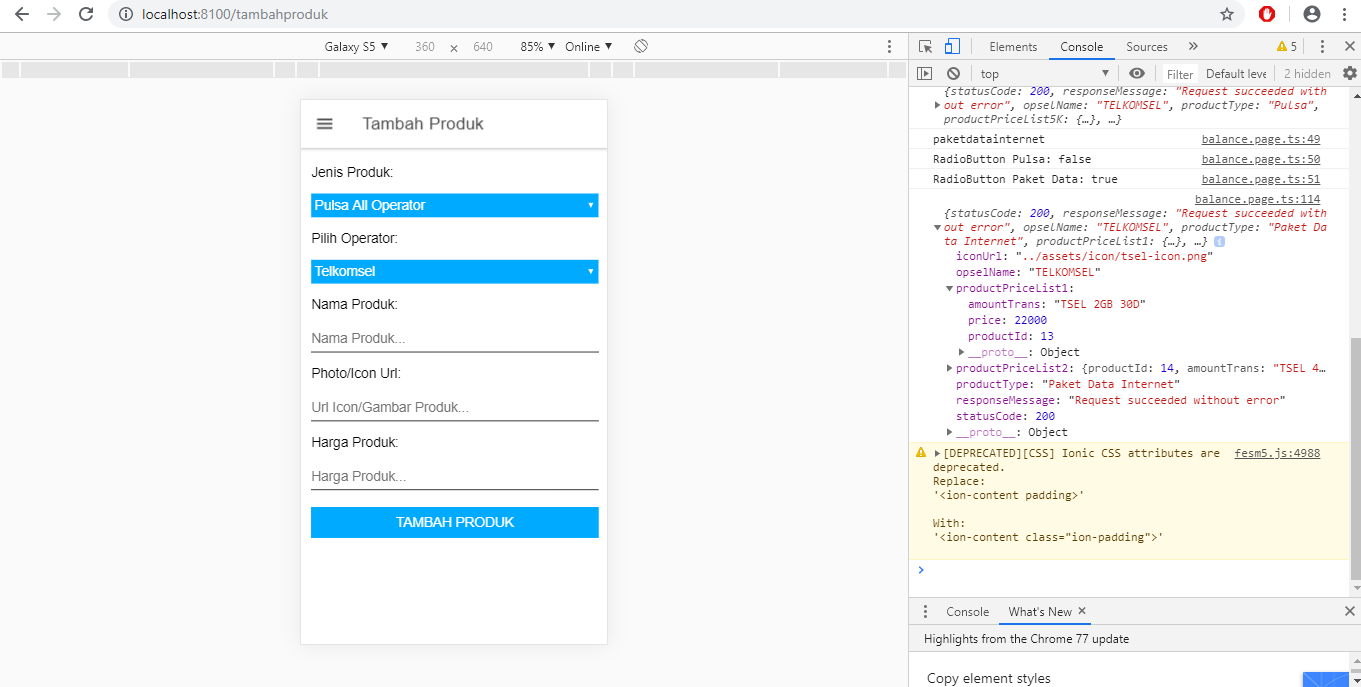 localhost:8100/tambahproduk
Galaxy S5 ▼ 360 × 640 85% ▼ Online ▼
Elements Console Sources » 5
top ▼ Filter Default leve 2 hidden
Tambah Produk
Jenis Produk:
Pulsa All Operator
Pilih Operator:
Telkomsel
Nama Produk:
Nama Produk...
Photo/Icon Url:
Url Icon/Gambar Produk...
Harga Produk:
Harga Produk...
TAMBAH PRODUK
{statusCode: 200, responseMessage: "Request succeeded with
out error", opselName: "TELKOMSEL", productType: "Pulsa",
productPriceList5K: {…}, …}
paketdatainternet balance.page.ts:49
RadioButton Pulsa: false balance.page.ts:50
RadioButton Paket Data: true balance.page.ts:51
balance.page.ts:114
{statusCode: 200, responseMessage: "Request succeeded with
out error", opselName: "TELKOMSEL", productType: "Paket Da
ta Internet", productPriceList1: {…}, …} i
iconUrl: "../assets/icon/tsel-icon.png"
opselName: "TELKOMSEL"
productPriceList1:
amountTrans: "TSEL 2GB 30D"
price: 22000
productId: 13
__proto__: Object
productPriceList2: {productId: 14, amountTrans: "TSEL 4…
productType: "Paket Data Internet"
responseMessage: "Request succeeded without error"
statusCode: 200
__proto__: Object
[DEPRECATED][CSS] Ionic CSS attributes are fesm5.js:4988
deprecated.
Replace:
'<ion-content padding>'
With:
'<ion-content class="ion-padding">'
Console What's New ×
Highlights from the Chrome 77 update
Copy element styles